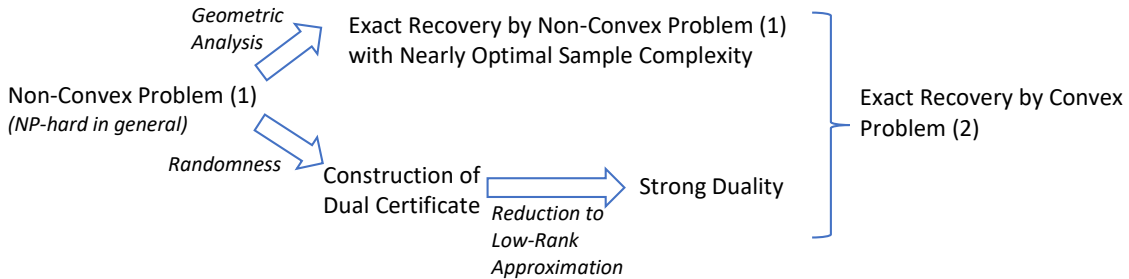 Geometric
Analysis
Exact Recovery by Non-Convex Problem (1)
with Nearly Optimal Sample Complexity
Non-Convex Problem (1)
(NP-hard in general)
Exact Recovery by Convex
Problem (2)
Randomness
Construction of
Dual Certificate
Reduction to
Low-Rank
Approximation
Strong Duality